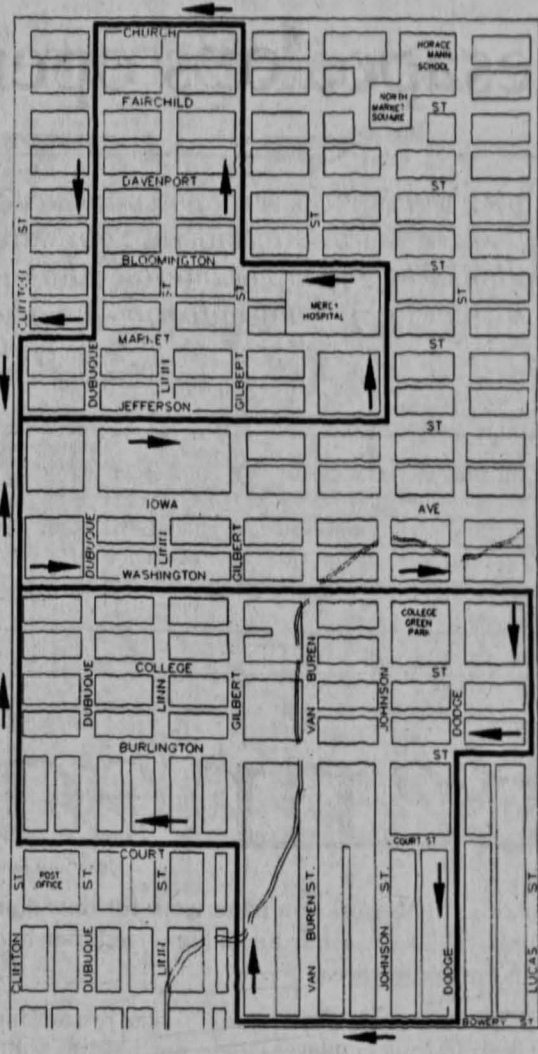 CHURCH
HORACE
MANN
SCHOOL
NORTH
MARKET
SQUARE
ST
FAIRCHILD
ST
DAVENPORT
ST
ST
CLINTON
BLOOMINGTON
ST
ST
ST
ST
MERCY
HOSPITAL
MARKET
ST
DUBUQUE
LINN
GILBERT
JEFFERSON
ST
IOWA
AVE
DUBUQUE
LINN
GILBERT
WASHINGTON
COLLEGE
GREEN
PARK
COLLEGE
ST
DUBUQUE
LINN
GILBERT
VAN
BUREN
JOHNSON
DODGE
BURLINGTON
ST
COURT ST
COURT
POST
OFFICE
CLINTON
ST
DUBUQUE
ST.
LINN
ST.
VAN
BUREN ST.
JOHNSON
ST.
DODGE
LUCAS
ST.
BOWERY ST